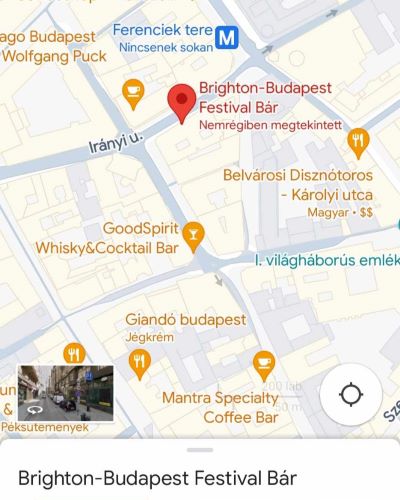 Ferenciek tere
Nincsenek sokan
M
ago Budapest
Wolfgang Puck
Brighton-Budapest
Festival Bár
Nemrégiben megtekintett
Irányi u.
Belvárosi Disznótoros
- Károlyi utca
Magyar • $$
GoodSpirit
Whisky&Cocktail Bar
I. világháborús emlék
Giandó budapest
Jégkrém
200 láb
50 m
Mantra Specialty
Coffee Bar
un
&
Péksütemények
Sze
Brighton-Budapest Festival Bár